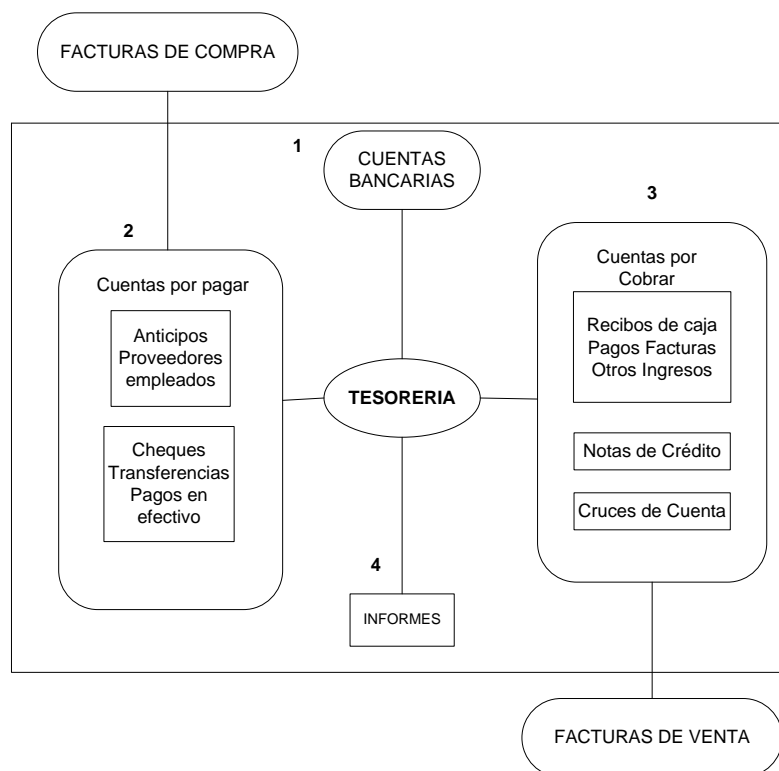 FACTURAS DE COMPRA
1
CUENTAS
BANCARIAS
2
Cuentas por pagar
Anticipos
Proveedores
empleados
Cheques
Transferencias
Pagos en
efectivo
TESORERIA
3
Cuentas por
Cobrar
Recibos de caja
Pagos Facturas
Otros Ingresos
Notas de Crédito
Cruces de Cuenta
4
INFORMES
FACTURAS DE VENTA